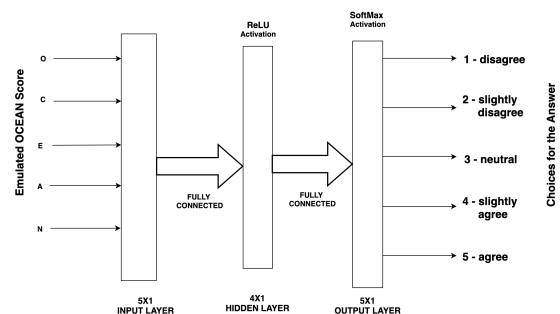 ReLU
Activation
SoftMax
Activation
Emulated OCEAN Score
O
C
E
A
N
FULLY
CONNECTED
FULLY
CONNECTED
1 - disagree
2 - slightly
disagree
3 - neutral
4 - slightly
agree
5 - agree
Choices for the Answer
5X1
INPUT LAYER
4X1
HIDDEN LAYER
5X1
OUTPUT LAYER